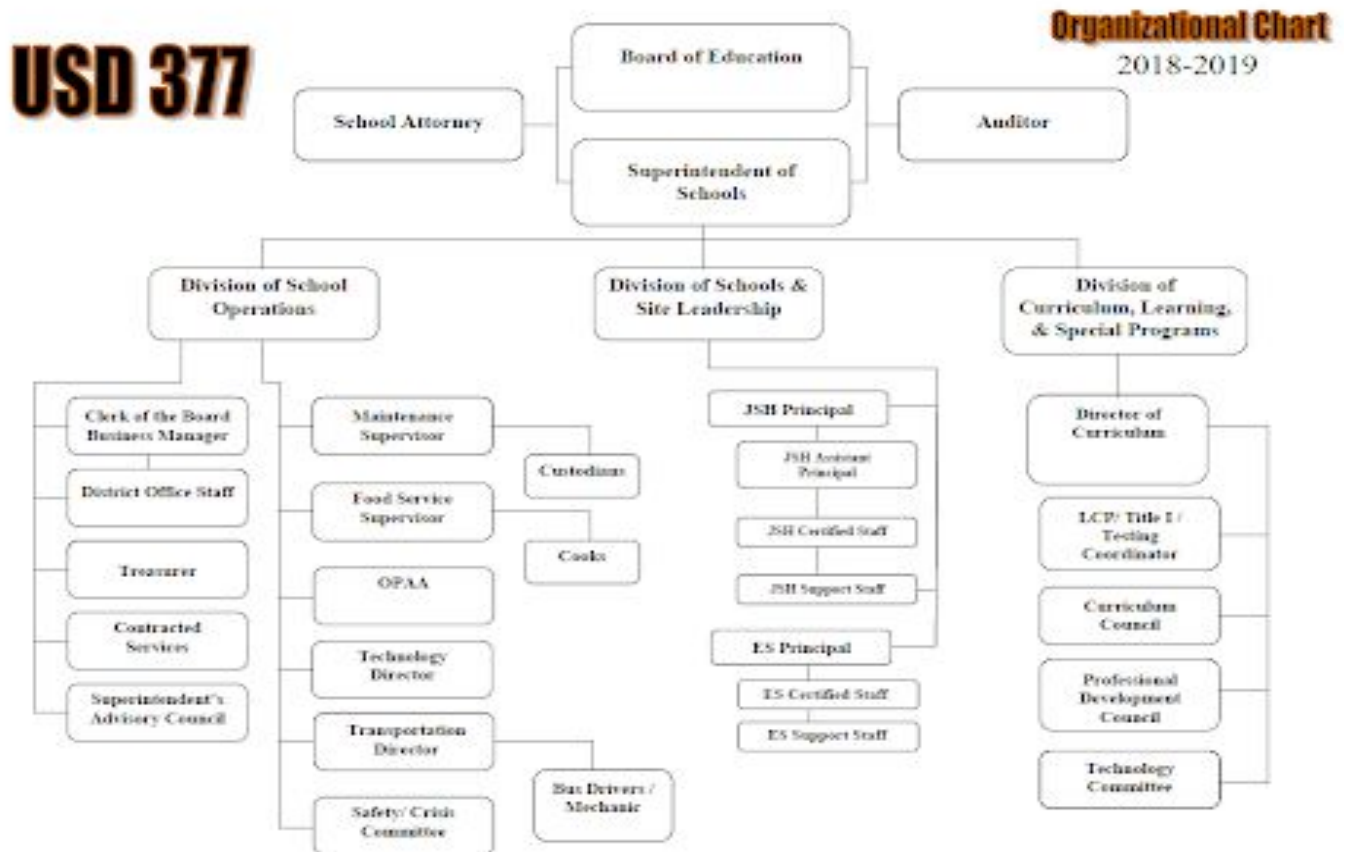 USD 377
Organizational Chart
2018-2019
Board of Education
School Attorney
Auditor
Superintendent of
Schools
Division of School
Operations
Division of Schools &
Site Leadership
Division of
Curriculum, Learning,
& Special Programs
Clerk of the Board
Business Manager
District Office Staff
Treasurer
Contracted
Services
Superintendent's
Advisory Council
Maintenance
Supervisor
Custodians
Food Service
Supervisor
Cooks
OPAA
Technology
Director
Transportation
Director
Bus Drivers /
Mechanic
Safety/ Crisis
Committee
JSH Principal
JSH Assistant
Principal
JSH Certified Staff
JSH Support Staff
ES Principal
ES Certified Staff
ES Support Staff
Director of
Curriculum
LCP/ Title I /
Testing
Coordinator
Curriculum
Council
Professional
Development
Council
Technology
Committee